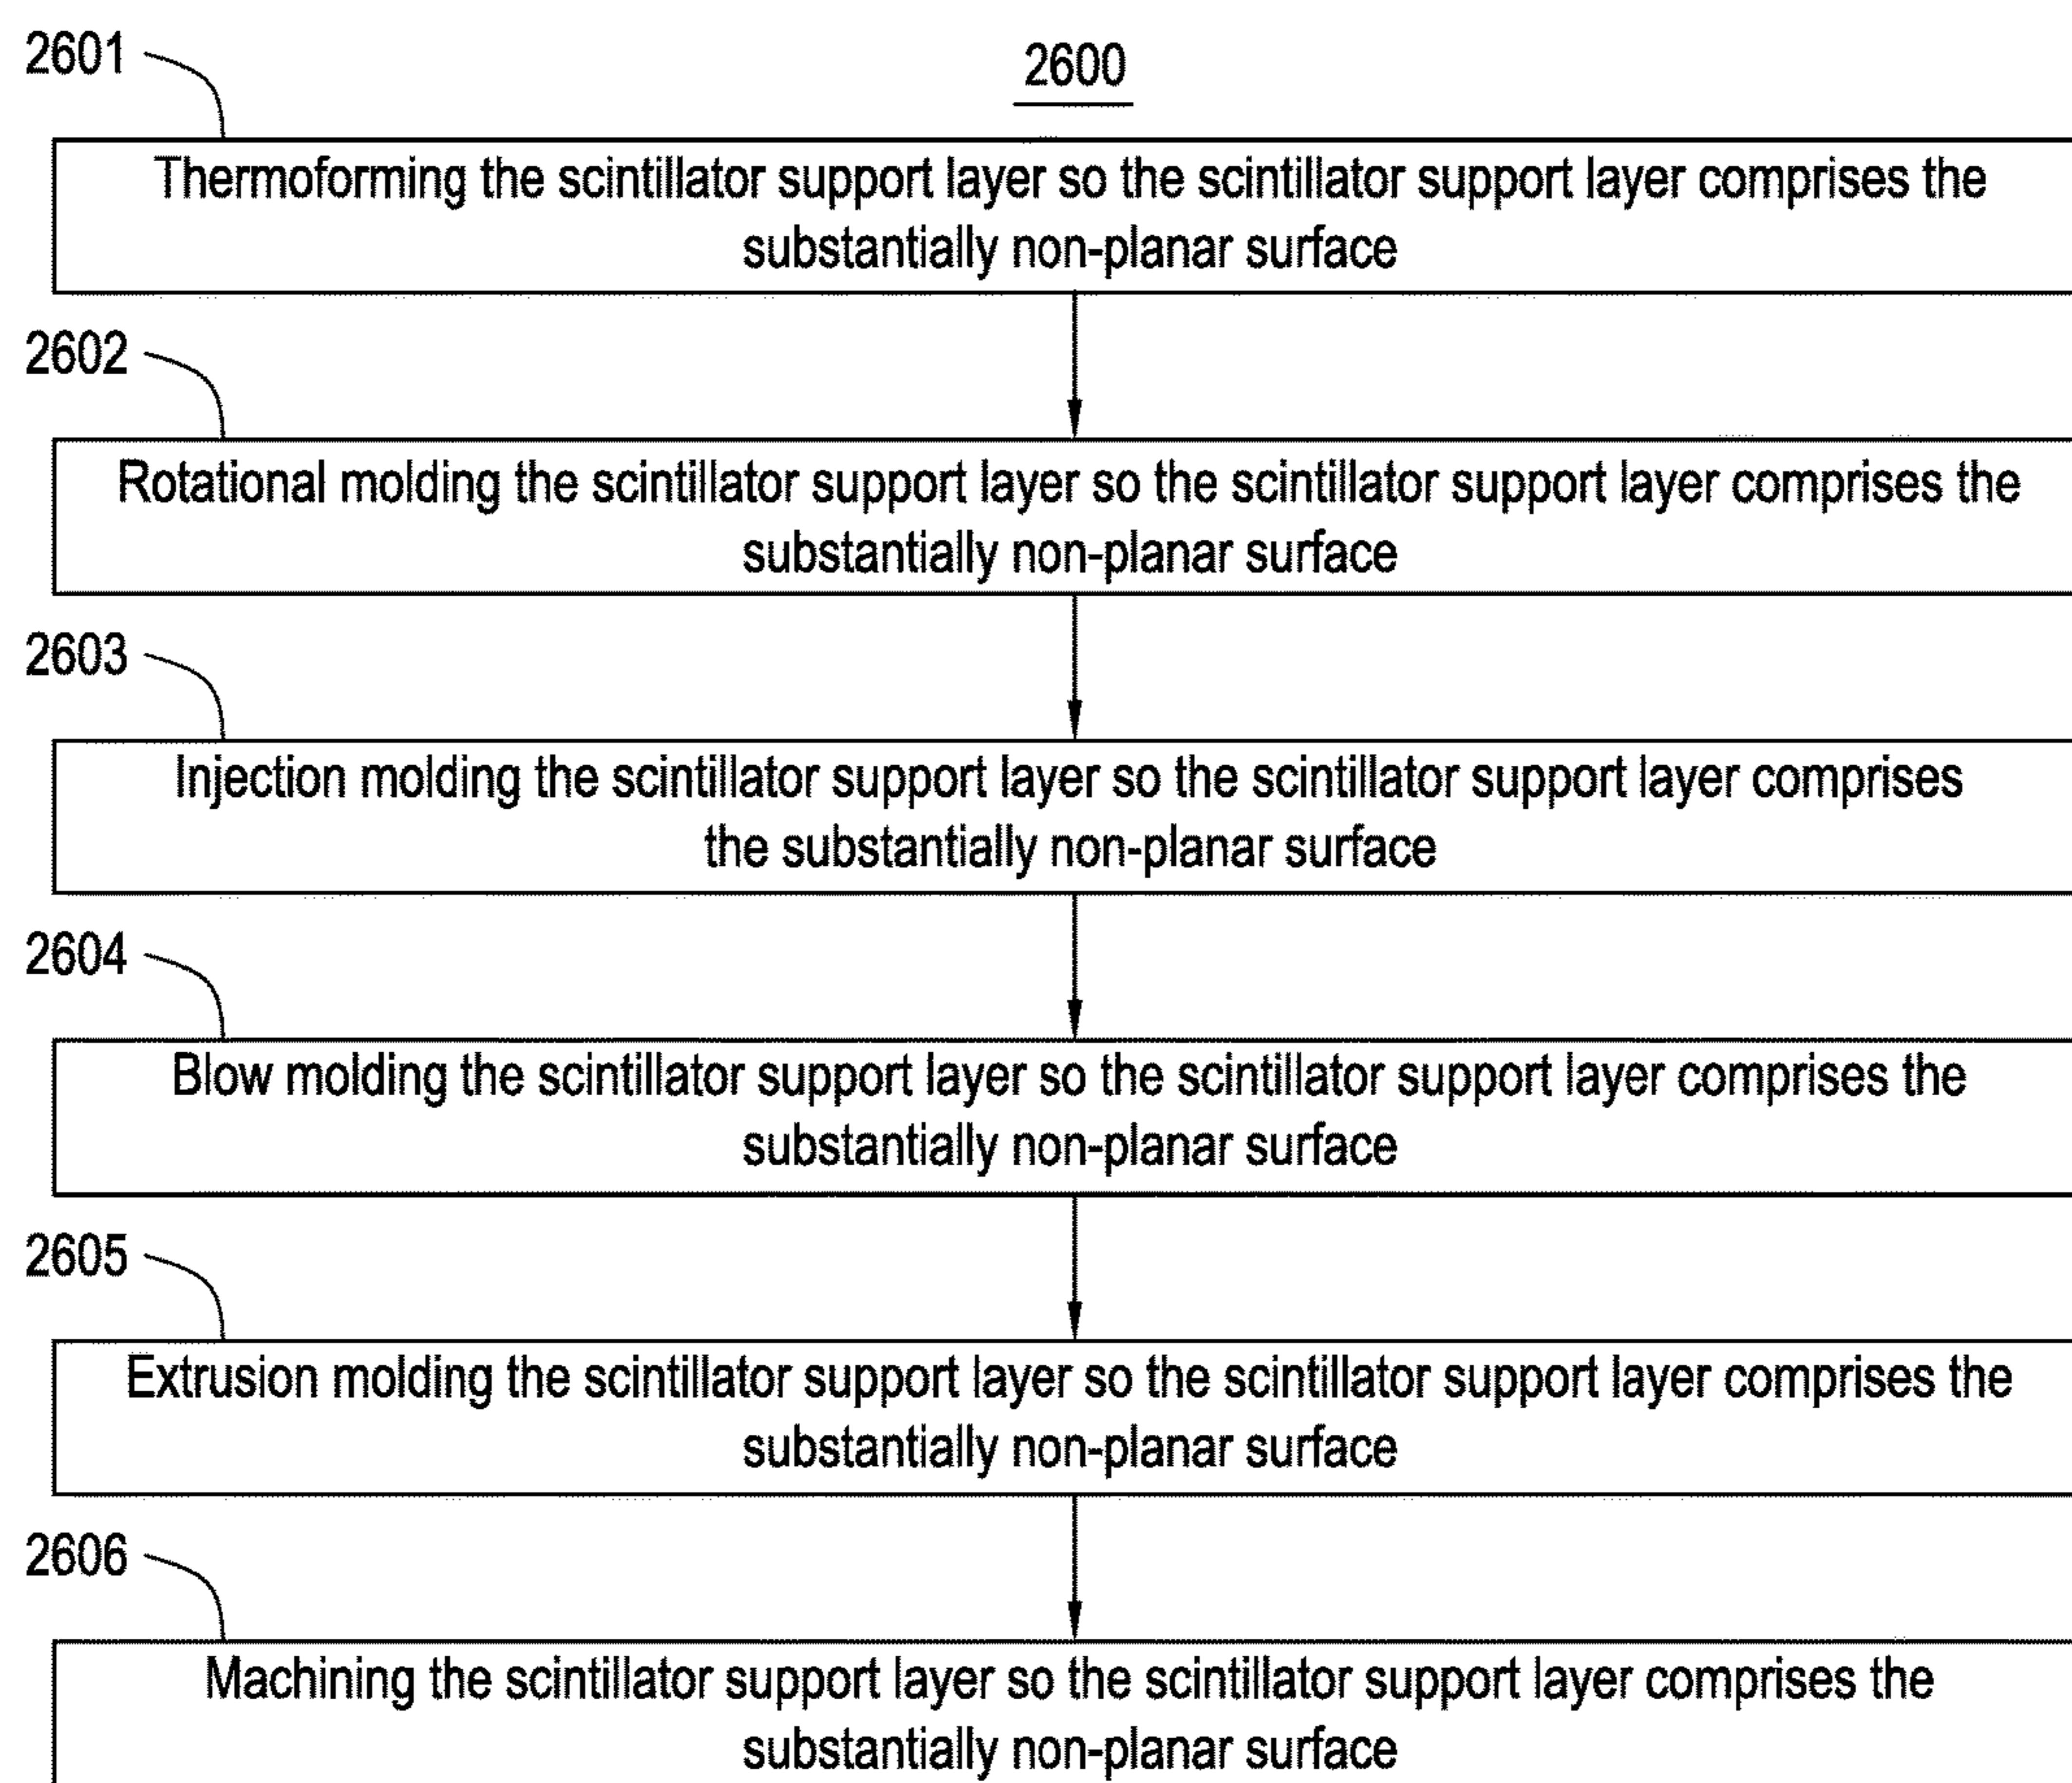 2600
2601
Thermoforming the scintillator support layer so the scintillator support layer comprises the
substantially non-planar surface
2602
Rotational molding the scintillator support layer so the scintillator support layer comprises the
substantially non-planar surface
2603
Injection molding the scintillator support layer so the scintillator support layer comprises
the substantially non-planar surface
2604
Blow molding the scintillator support layer so the scintillator support layer comprises the
substantially non-planar surface
2605
Extrusion molding the scintillator support layer so the scintillator support layer comprises the
substantially non-planar surface
2606
Machining the scintillator support layer so the scintillator support layer comprises the
substantially non-planar surface